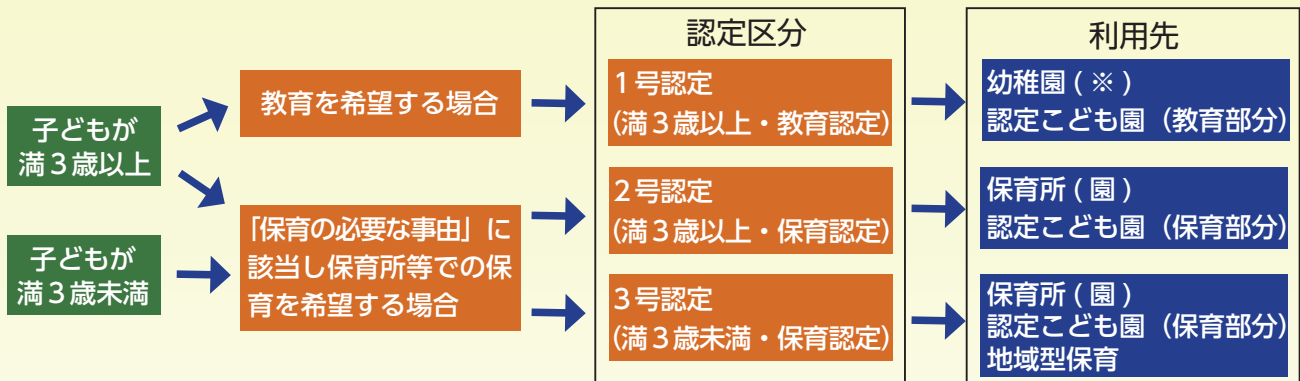 子どもが
満３歳以上
子どもが
満３歳未満
教育を希望する場合
「保育の必要な事由」に
該当し保育所等での保
育を希望する場合
認定区分
１号認定
(満３歳以上・教育認定)
２号認定
(満３歳以上・保育認定)
３号認定
(満３歳未満・保育認定)
利用先
幼稚園 ( ※ )
認定こども園（教育部分)
保育所 ( 園 )
認定こども園（保育部分)
保育所 ( 園 )
認定こども園（保育部分)
地域型保育